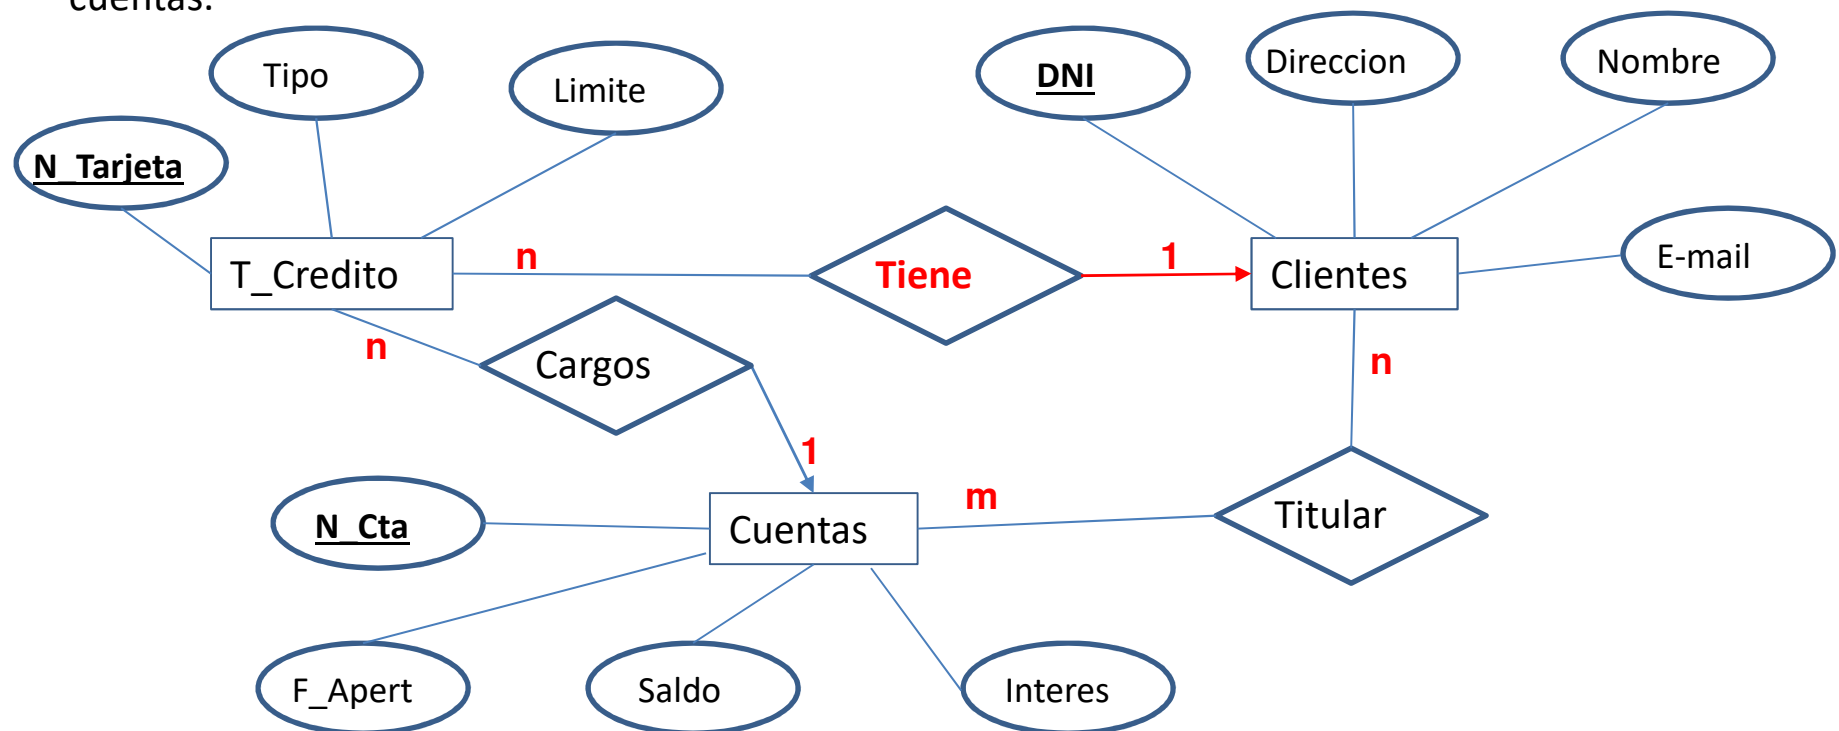 cuentas.
Tipo
Limite
DNI
Direccion
Nombre
N_Tarjeta
T_Credito
n
Tiene
1
Clientes
E-mail
n
Cargos
1
n
N_Cta
Cuentas
m
Titular
F_Apert
Saldo
Interes